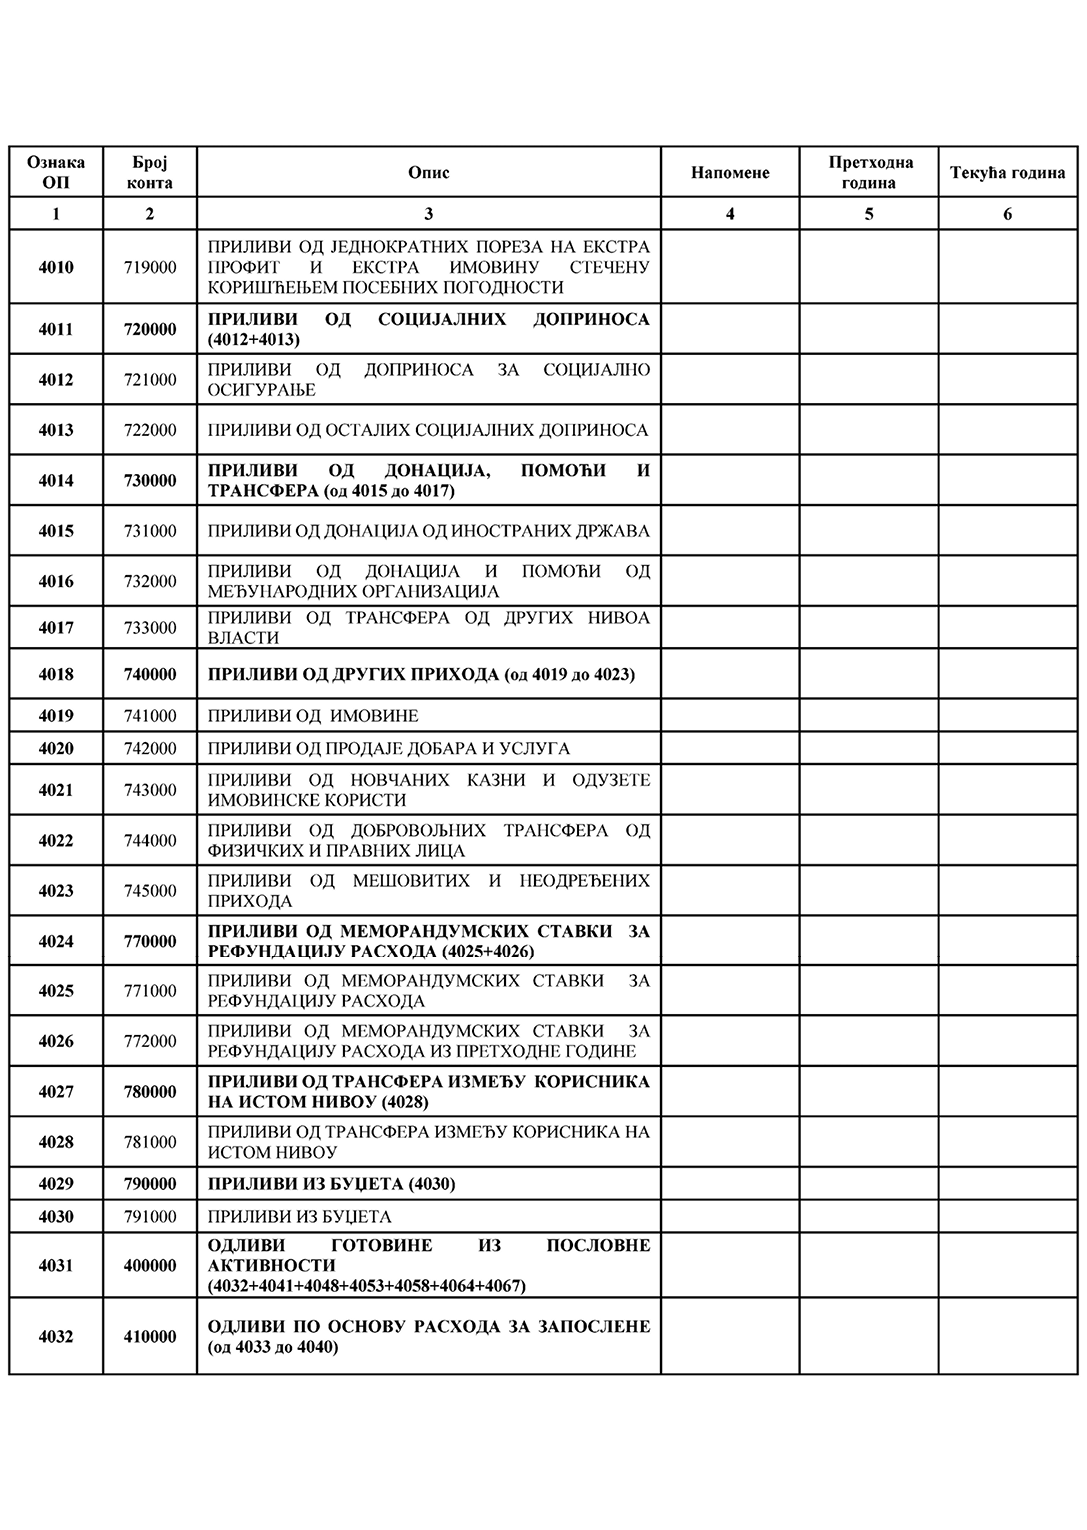 Ознака ОП | Број конта | Опис | Напомене | Претходна година | Текућа година
1 | 2 | 3 | 4 | 5 | 6
4010 | 719000 | ПРИЛИВИ ОД ЈЕДНОКРАТНИХ ПОРЕЗА НА ЕКСТРА
ПРОФИТ И ЕКСТРА ИМОВИНУ СТЕЧЕНУ
КОРИШЋЕЊЕМ ПОСЕБНИХ ПОГОДНОСТИ
4011 | 720000 | ПРИЛИВИ ОД СОЦИЈАЛНИХ ДОПРИНОСА
(4012+4013)
4012 | 721000 | ПРИЛИВИ ОД ДОПРИНОСА ЗА СОЦИЈАЛНО
ОСИГУРАЊЕ
4013 | 722000 | ПРИЛИВИ ОД ОСТАЛИХ СОЦИЈАЛНИХ ДОПРИНОСА
4014 | 730000 | ПРИЛИВИ ОД ДОНАЦИЈА, ПОМОЋИ И
ТРАНСФЕРА (од 4015 до 4017)
4015 | 731000 | ПРИЛИВИ ОД ДОНАЦИЈА ОД ИНОСТРАНИХ ДРЖАВА
4016 | 732000 | ПРИЛИВИ ОД ДОНАЦИЈА И ПОМОЋИ ОД
МЕЂУНАРОДНИХ ОРГАНИЗАЦИЈА
4017 | 733000 | ПРИЛИВИ ОД ТРАНСФЕРА ОД ДРУГИХ НИВОА
ВЛАСТИ
4018 | 740000 | ПРИЛИВИ ОД ДРУГИХ ПРИХОДА (од 4019 до 4023)
4019 | 741000 | ПРИЛИВИ ОД ИМОВИНЕ
4020 | 742000 | ПРИЛИВИ ОД ПРОДАЈЕ ДОБАРА И УСЛУГА
4021 | 743000 | ПРИЛИВИ ОД НОВЧАНИХ КАЗНИ И ОДУЗЕТЕ
ИМОВИНСКЕ КОРИСТИ
4022 | 744000 | ПРИЛИВИ ОД ДОБРОВОЉНИХ ТРАНСФЕРА ОД
ФИЗИЧКИХ И ПРАВНИХ ЛИЦА
4023 | 745000 | ПРИЛИВИ ОД МЕШОВИТИХ И НЕОДРЕЂЕНИХ
ПРИХОДА
4024 | 770000 | ПРИЛИВИ ОД МЕМОРАНДУМСКИХ СТАВКИ ЗА
РЕФУНДАЦИЈУ РАСХОДА (4025+4026)
4025 | 771000 | ПРИЛИВИ ОД МЕМОРАНДУМСКИХ СТАВКИ ЗА
РЕФУНДАЦИЈУ РАСХОДА
4026 | 772000 | ПРИЛИВИ ОД МЕМОРАНДУМСКИХ СТАВКИ ЗА
РЕФУНДАЦИЈУ РАСХОДА ИЗ ПРЕТХОДНЕ ГОДИНЕ
4027 | 780000 | ПРИЛИВИ ОД ТРАНСФЕРА ИЗМЕЂУ КОРИСНИКА
НА ИСТОМ НИВОУ (4028)
4028 | 781000 | ПРИЛИВИ ОД ТРАНСФЕРА ИЗМЕЂУ КОРИСНИКА НА
ИСТОМ НИВОУ
4029 | 790000 | ПРИЛИВИ ИЗ БУЏЕТА (4030)
4030 | 791000 | ПРИЛИВИ ИЗ БУЏЕТА
4031 | 400000 | ОДЛИВИ ГОТОВИНЕ ИЗ ПОСЛОВНЕ
АКТИВНОСТИ
(4032+4041+4048+4053+4058+4064+4067)
4032 | 410000 | ОДЛИВИ ПО ОСНОВУ РАСХОДА ЗА ЗАПОСЛЕНЕ
(од 4033 до 4040)